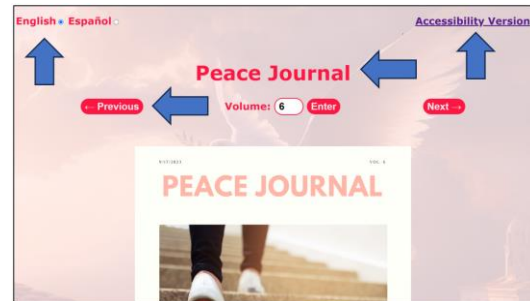 English Español
Accessibility Version
Peace Journal
← Previous Volume: 6 Enter Next →
VOL. 6
PEACE JOURNAL